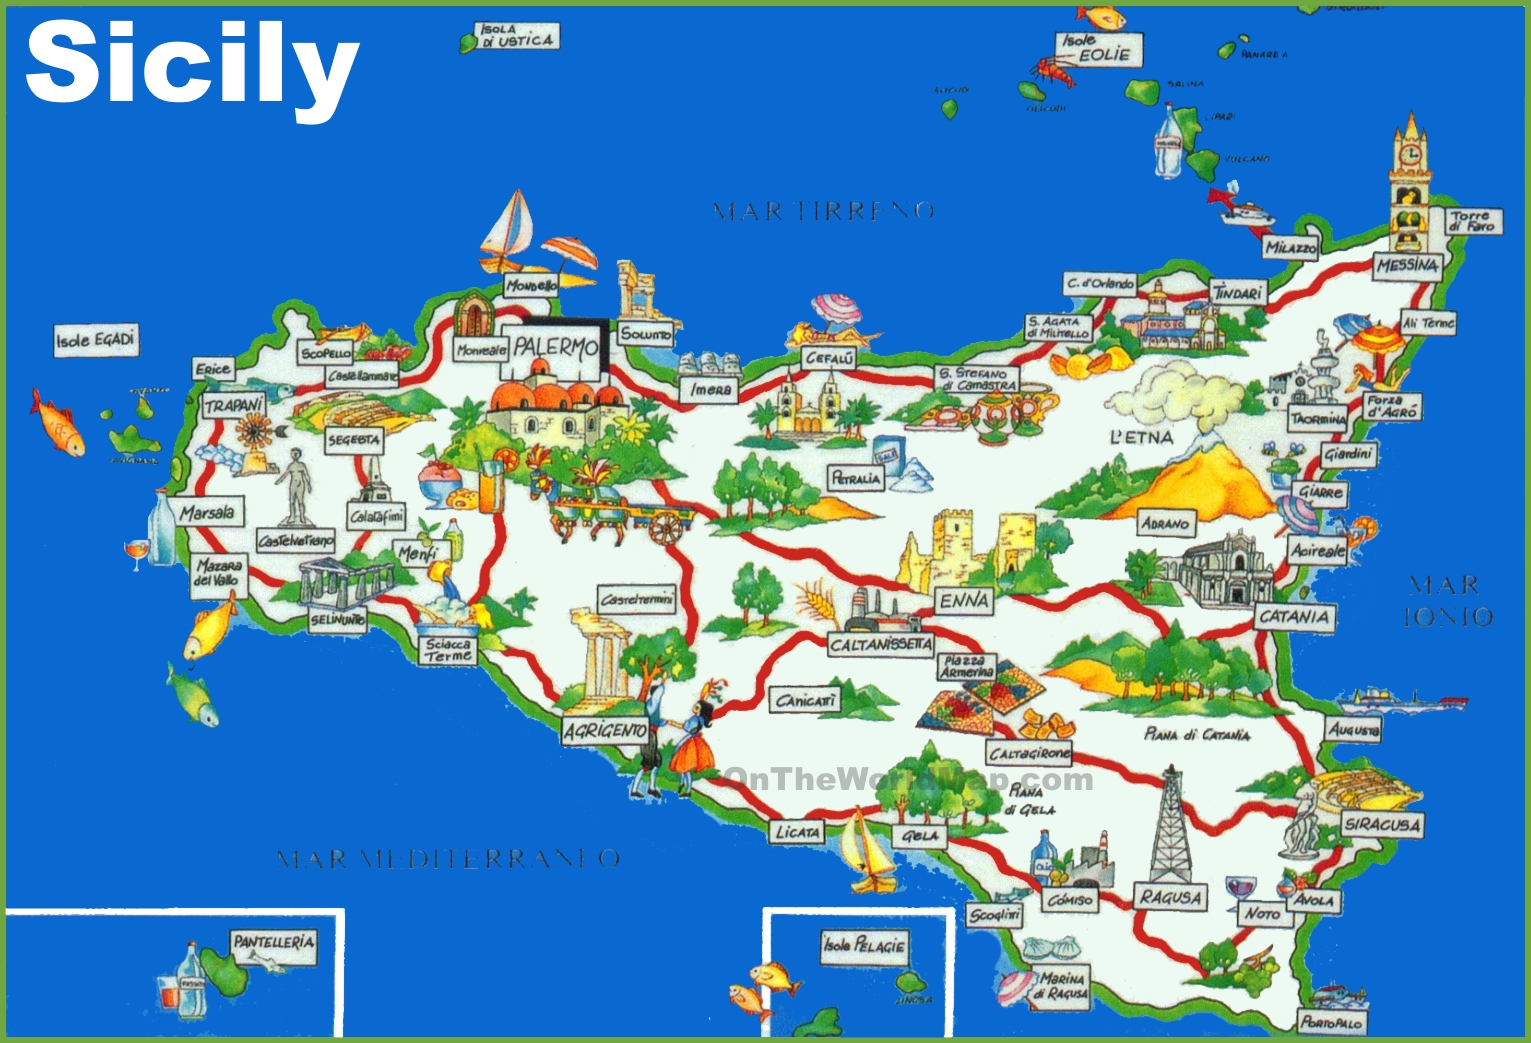 Sicily
Isola
di USTICA
Isole
EOLIE
PANAREA
ALICUDI
FILICUDI
SALINA
LIPARI
VULCANO
MAR TIRRENO
Torre
di Faro
MILAZZO
MESSINA
MONDELLO
C. d'Orlando
TINDARI
Isole EGADI
SCOPELLO
Monreale
PALERMO
SOLUNTO
S. AGATA
di MILITELLO
Ali Terme
Erice
Castellammare
CEFALÚ
IMERA
S. STEFANO
di CAMASTRA
TRAPANI
TAORMINA
FORZA
d'AGRÓ
SEGESTA
L'ETNA
Giardini
SALE
PETRALIA
GIARRE
Marsala
Calatafimi
ADRANO
Castelvetrano
Menfi
Acireale
MAZARA
del Vallo
Casteltermini
ENNA
MAR
IONIO
SELINUNTE
CATANIA
SCIACCA
TERME
CALTANISSETTA
PIAZZA
ARMERINA
CANICATTÌ
AGRIGENTO
AUGUSTA
PIANA di CATANIA
CALTAGIRONE
OnTheWorldMap.com
PIANA
di GELA
LICATA
GELA
SIRACUSA
MAR MEDITERRANEO
OLIO
CÓMISO
RAGUSA
SCOGLITTI
NOTO
AVOLA
PANTELLERIA
Isole PELAGIE
MARINA
di RAGUSA
LINOSA
PORTOPALO